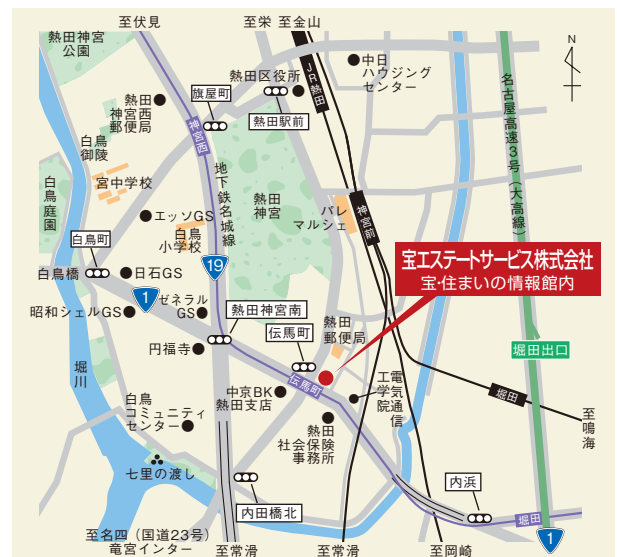 至伏見
至栄
至金山
熱田神宮
公園
熱田区役所
JR熱田
中日
ハウジング
センター
N
旗屋町
熱田
神宮西
郵便局
熱田駅前
神宮西
名古屋高速3号(大高線)
白鳥
御陵
地下鉄名城線
宮中学校
白鳥庭園
熱田
神宮
パレ
マルシェ
神宮前
エッソGS
白鳥
小学校
白鳥町
19
宝エステートサービス株式会社
宝・住まいの情報館内
白鳥橋
日石GS
1
ゼネラル
GS
昭和シェルGS
熱田神宮南
伝馬町
熱田
郵便局
堀田出口
円福寺
堀川
伝馬町
中京BK
熱田支店
電気通信
工学院
堀田
至鳴海
白鳥
コミュニティ
センター
熱田
社会保険
事務所
七里の渡し
内田橋北
内浜
堀田
1
至名四(国道23号)
竜宮インター
至常滑
至常滑
至岡崎